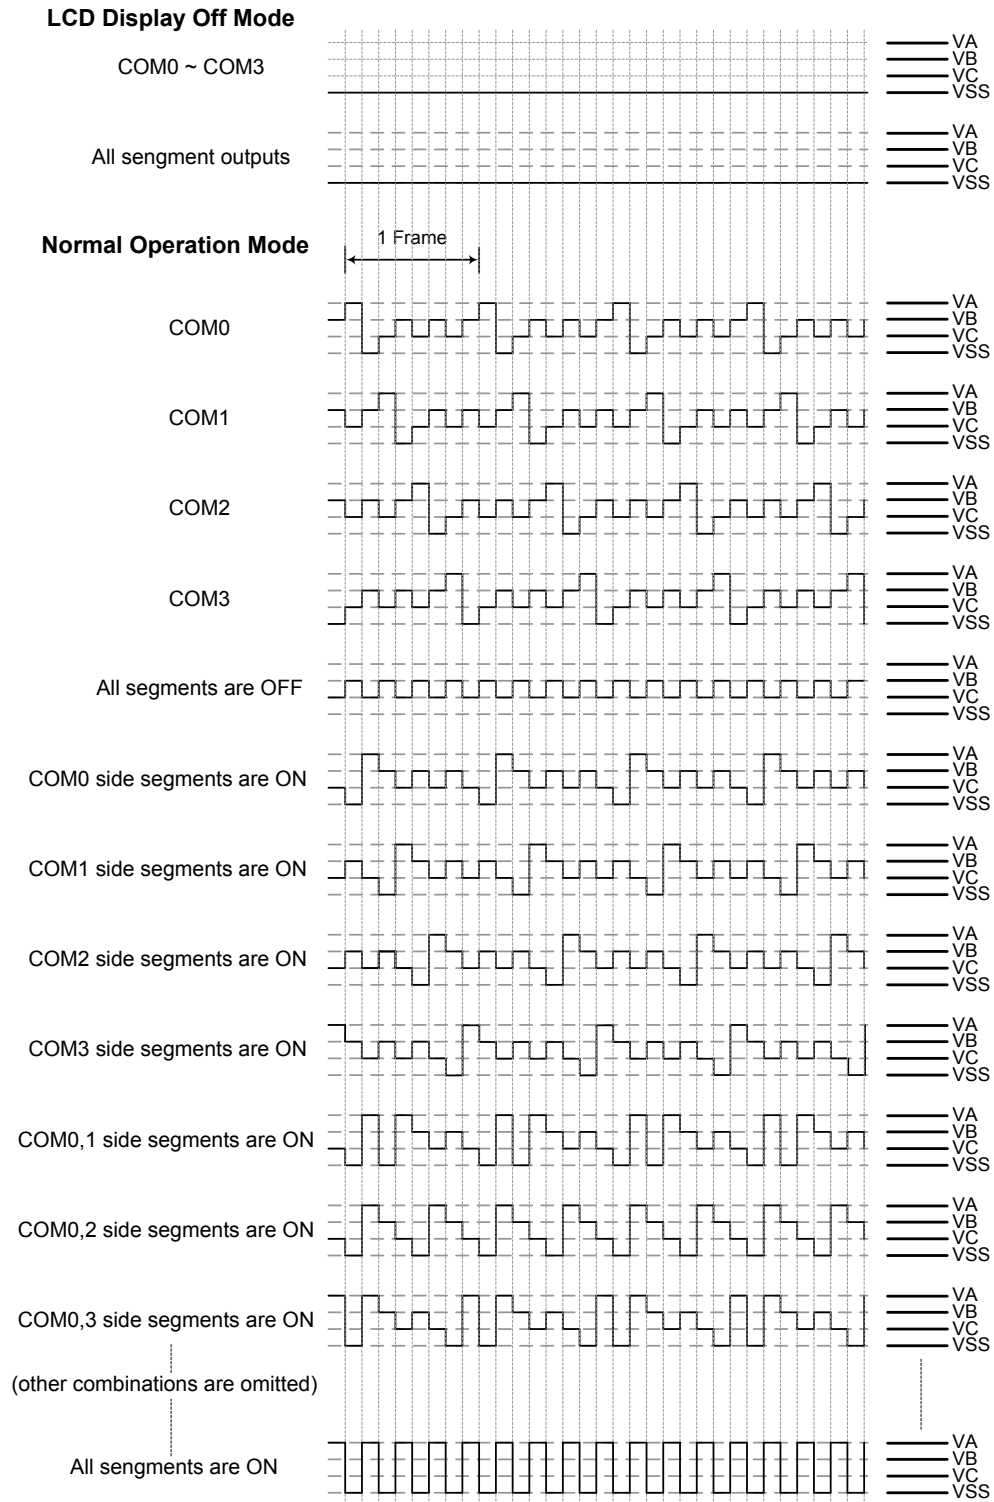 LCD Display Off Mode
COM0 ~ COM3
VA
VB
VC
VSS
All sengment outputs
VA
VB
VC
VSS
Normal Operation Mode
1 Frame
COM0
VA
VB
VC
VSS
COM1
VA
VB
VC
VSS
COM2
VA
VB
VC
VSS
COM3
VA
VB
VC
VSS
All segments are OFF
VA
VB
VC
VSS
COM0 side segments are ON
VA
VB
VC
VSS
COM1 side segments are ON
VA
VB
VC
VSS
COM2 side segments are ON
VA
VB
VC
VSS
COM3 side segments are ON
VA
VB
VC
VSS
COM0,1 side segments are ON
VA
VB
VC
VSS
COM0,2 side segments are ON
VA
VB
VC
VSS
COM0,3 side segments are ON
VA
VB
VC
VSS
(other combinations are omitted)
All sengments are ON
VA
VB
VC
VSS